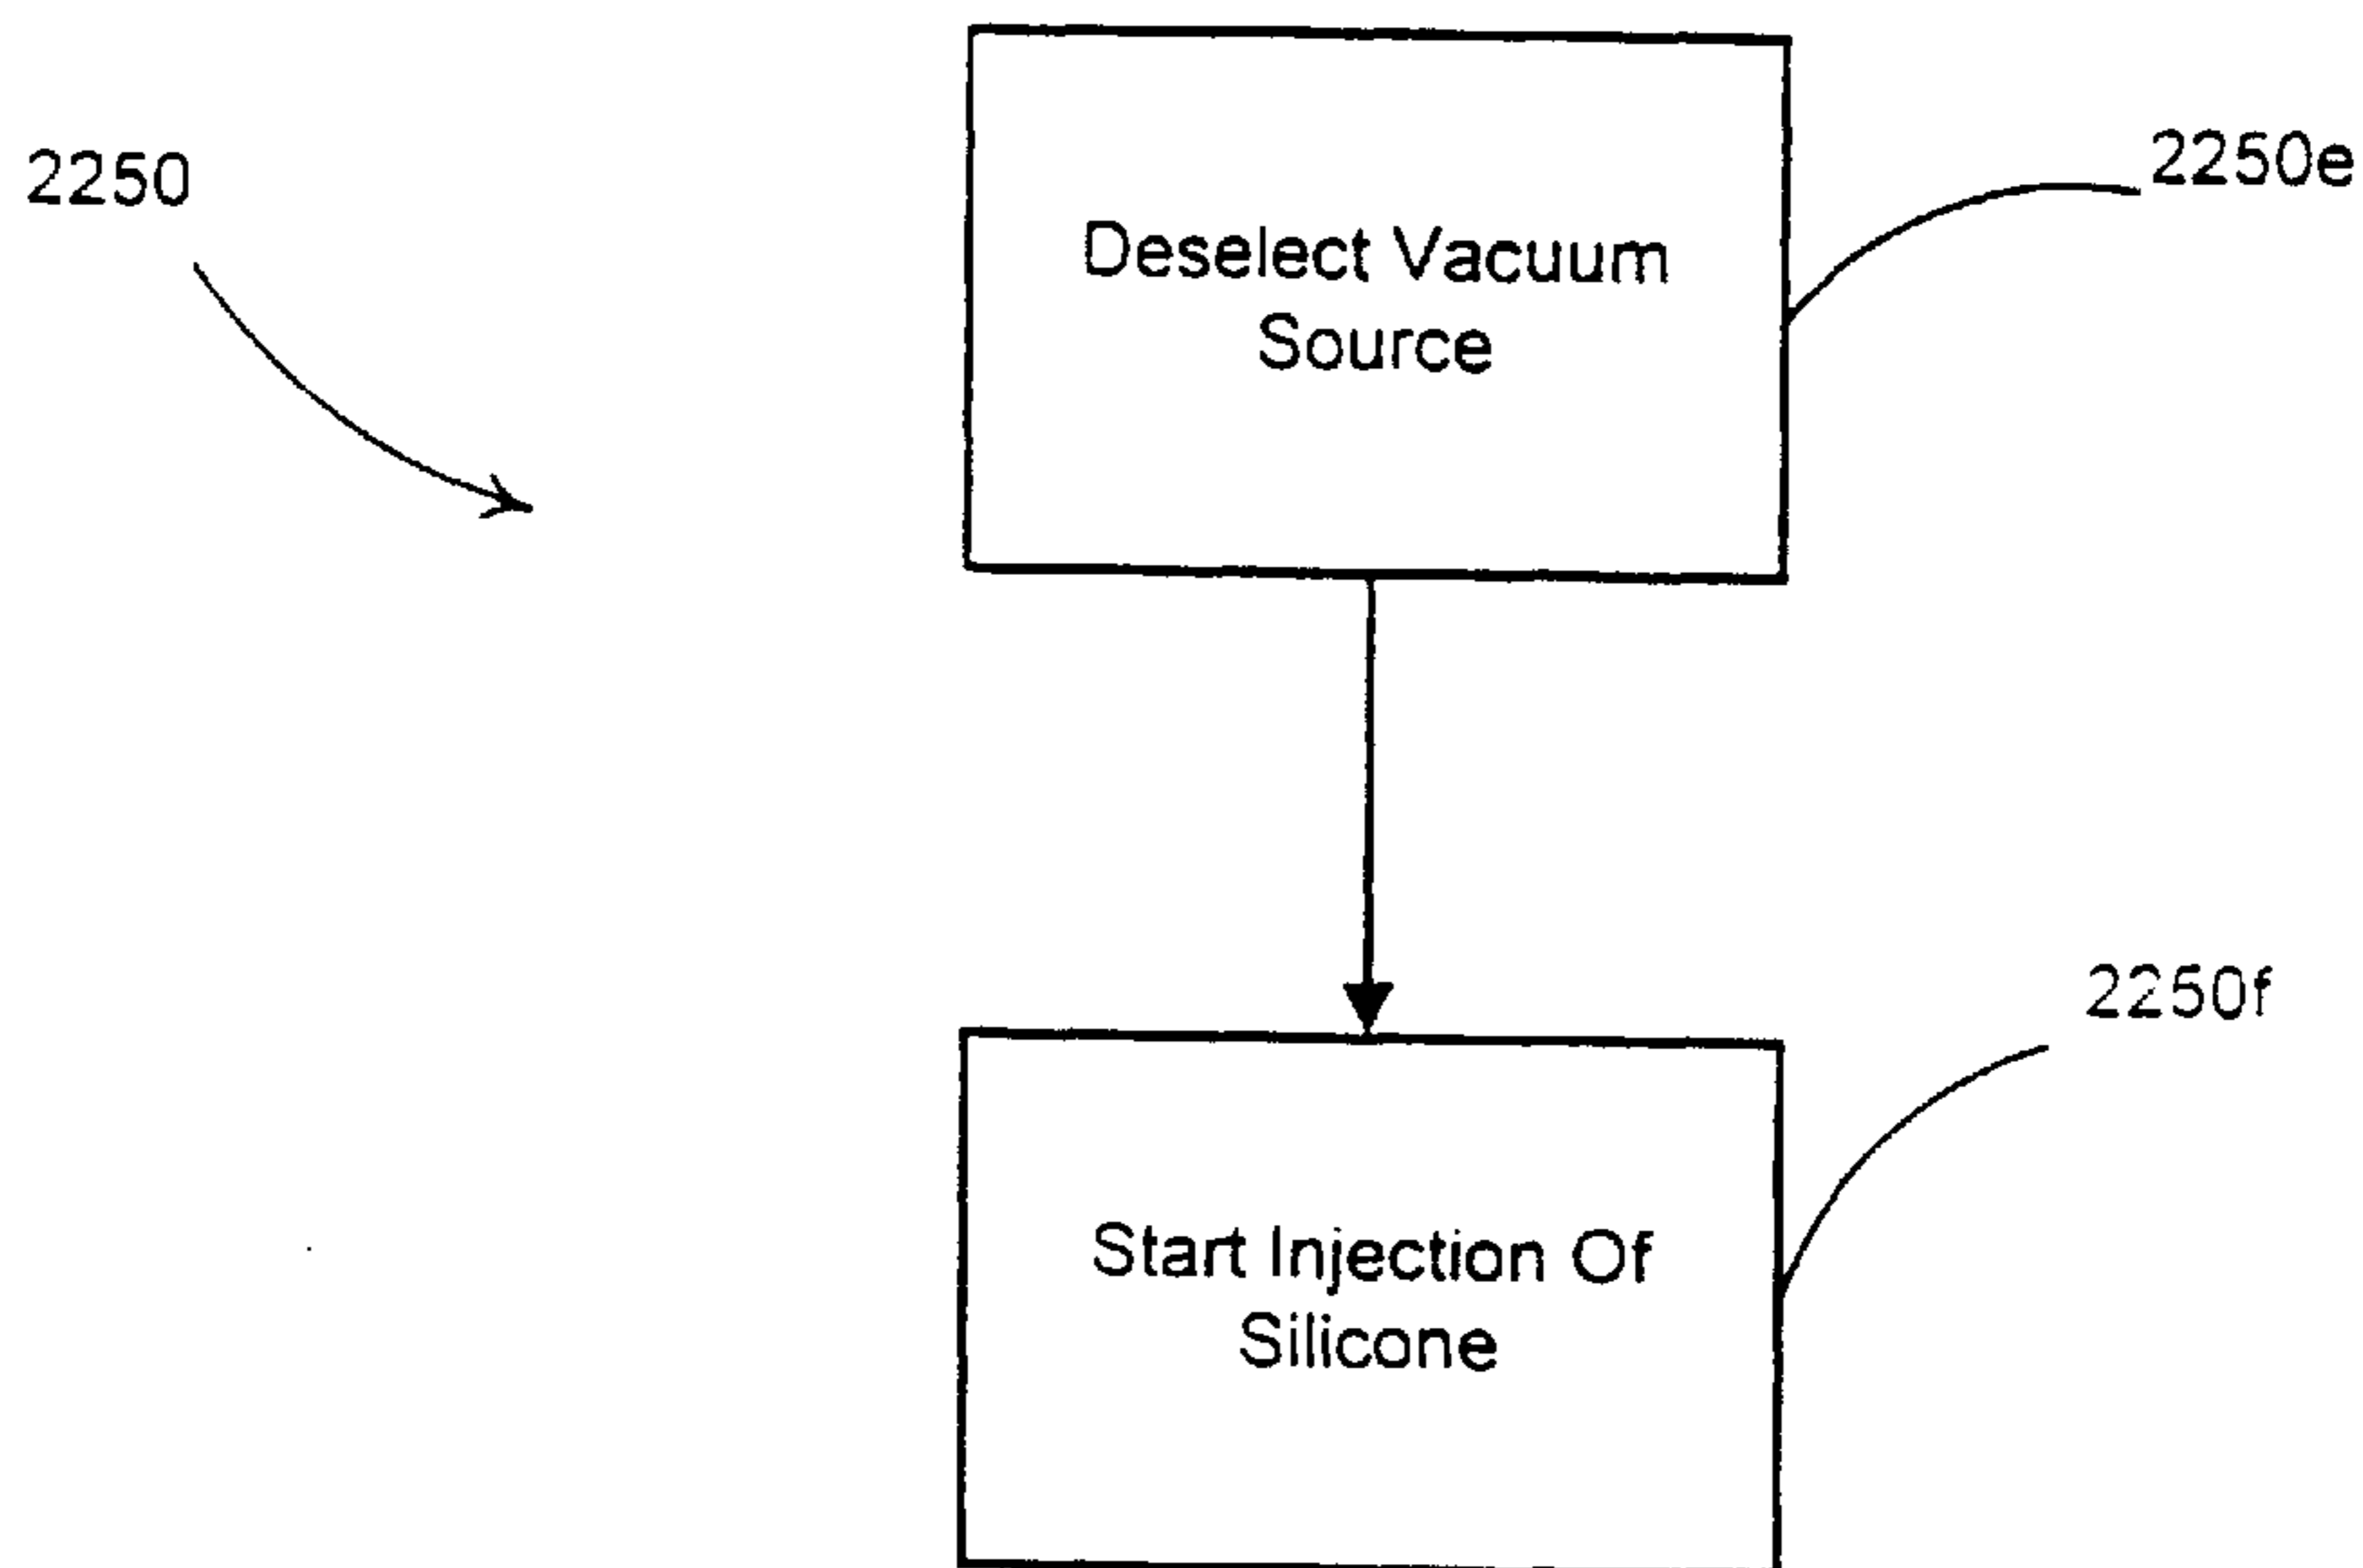 2250
2250e
Deselect Vacuum
Source
2250f
Start Injection Of
Silicone